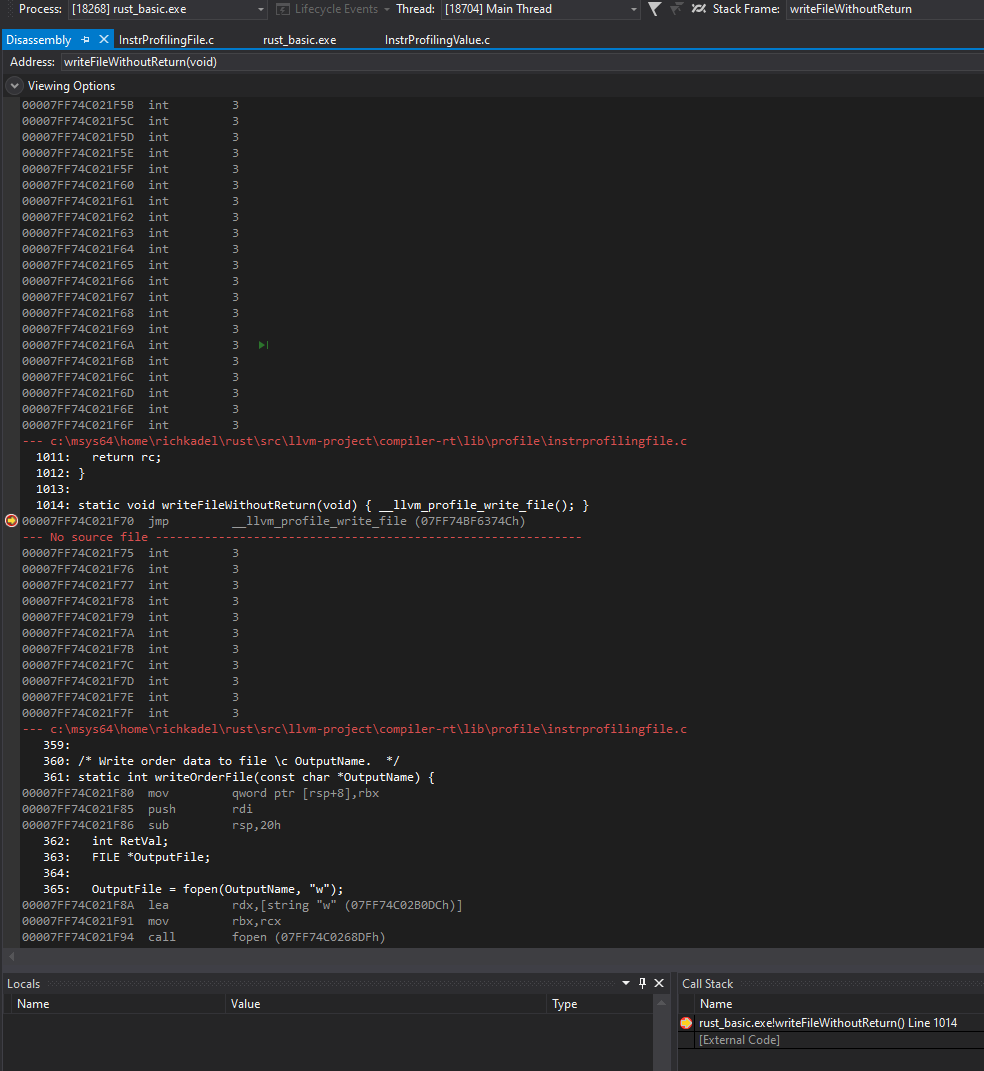 Process: [18268] rust_basic.exe Lifecycle Events Thread: [18704] Main Thread Stack Frame: writeFileWithoutReturn
Disassembly InstrProfilingFile.c rust_basic.exe InstrProfilingValue.c
Address: writeFileWithoutReturn(void)
Viewing Options
00007FF74C021F5B int 3
00007FF74C021F5C int 3
00007FF74C021F5D int 3
00007FF74C021F5E int 3
00007FF74C021F5F int 3
00007FF74C021F60 int 3
00007FF74C021F61 int 3
00007FF74C021F62 int 3
00007FF74C021F63 int 3
00007FF74C021F64 int 3
00007FF74C021F65 int 3
00007FF74C021F66 int 3
00007FF74C021F67 int 3
00007FF74C021F68 int 3
00007FF74C021F69 int 3
00007FF74C021F6A int 3
00007FF74C021F6B int 3
00007FF74C021F6C int 3
00007FF74C021F6D int 3
00007FF74C021F6E int 3
00007FF74C021F6F int 3
--- c:\msys64\home\richkadel\rust\src\llvm-project\compiler-rt\lib\profile\instrprofilingfile.c
1011: return rc;
1012: }
1013:
1014: static void writeFileWithoutReturn(void) { __llvm_profile_write_file(); }
00007FF74C021F70 jmp __llvm_profile_write_file (07FF74BF6374Ch)
--- No source file -------------------------------------------------------------
00007FF74C021F75 int 3
00007FF74C021F76 int 3
00007FF74C021F77 int 3
00007FF74C021F78 int 3
00007FF74C021F79 int 3
00007FF74C021F7A int 3
00007FF74C021F7B int 3
00007FF74C021F7C int 3
00007FF74C021F7D int 3
00007FF74C021F7E int 3
00007FF74C021F7F int 3
--- c:\msys64\home\richkadel\rust\src\llvm-project\compiler-rt\lib\profile\instrprofilingfile.c
359:
360: /* Write order data to file \c OutputName. */
361: static int writeOrderFile(const char *OutputName) {
00007FF74C021F80 mov qword ptr [rsp+8],rbx
00007FF74C021F85 push rdi
00007FF74C021F86 sub rsp,20h
362: int RetVal;
363: FILE *OutputFile;
364:
365: OutputFile = fopen(OutputName, "w");
00007FF74C021F8A lea rdx,[string "w" (07FF74C02B0DCh)]
00007FF74C021F91 mov rbx,rcx
00007FF74C021F94 call fopen (07FF74C0268DFh)
Locals
Name Value Type
Call Stack
Name
rust_basic.exe!writeFileWithoutReturn() Line 1014
[External Code]